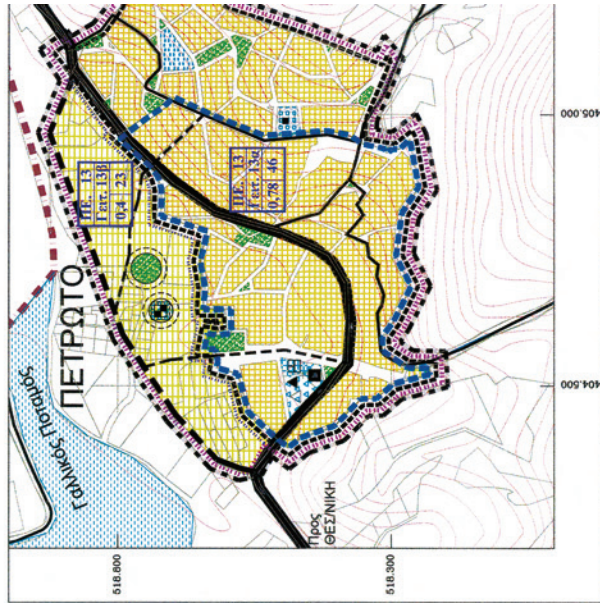 Γαλλικός Ποταμός
ΠΕΤΡΩΤΟ
ΠΕ. 13
Γειτ. 13β
0,4 23
ΠΕ. 13
Γειτ. 13α
0,78 46
Προς
ΘΕΣ/ΝΙΚΗ
405.000
404.500
518.800
518.300